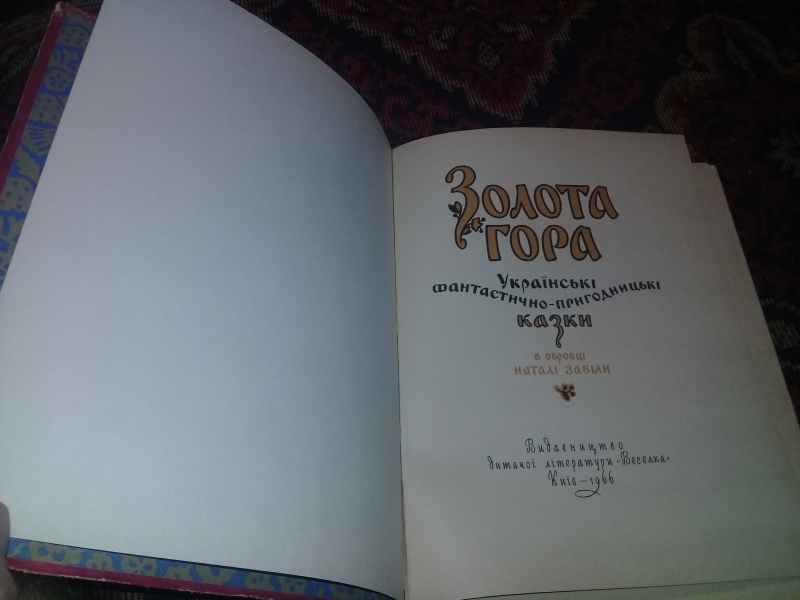 Золота
гора
Українські
фантастично-пригодницькі
казки
в обробці
Наталі Забіли
Видавництво
дитячої літератури «Веселка»
Київ — 1966